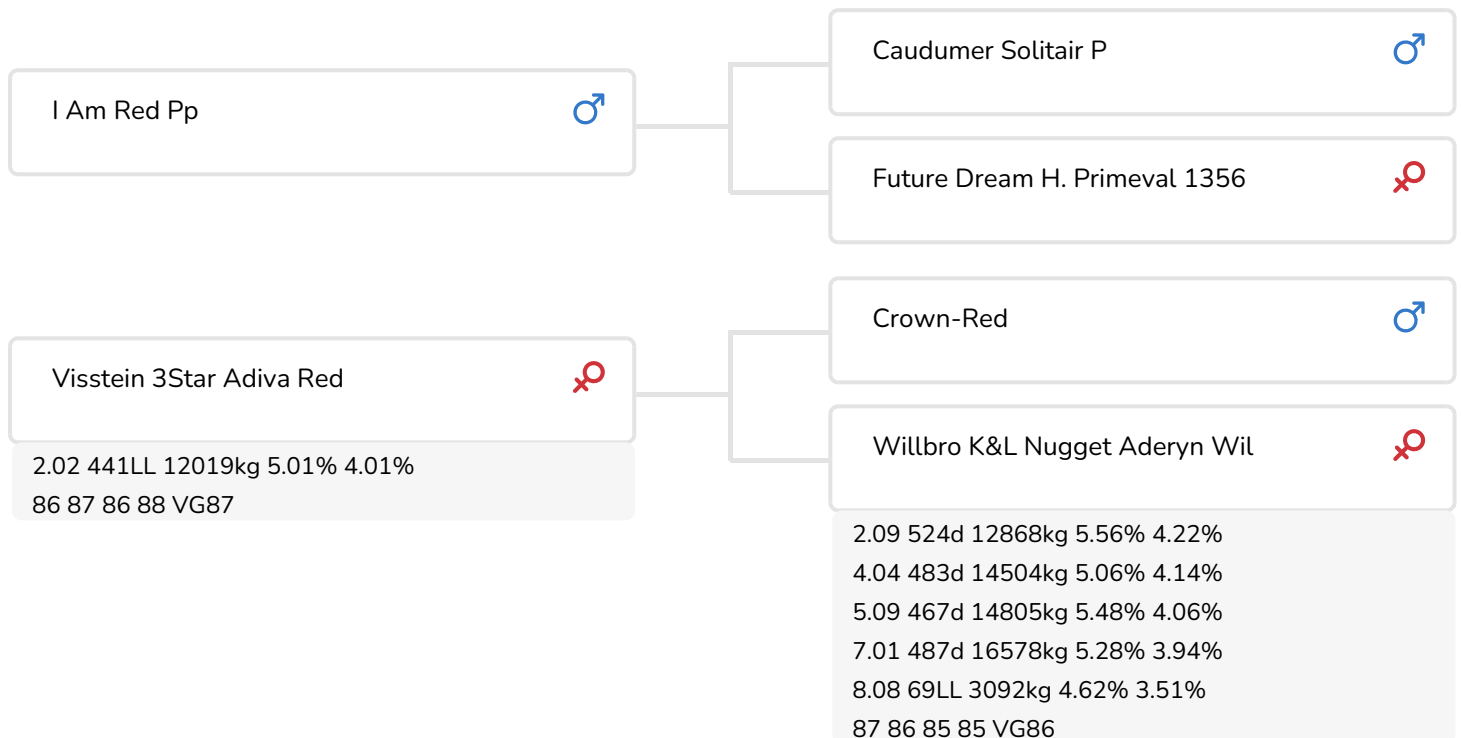 Caudumer Solitair P
I Am Red Pp
Future Dream H. Primeval 1356
Crown-Red
Visstein 3Star Adiva Red
2.02 441LL 12019kg 5.01% 4.01%
86 87 86 88 VG87
Willbro K&L Nugget Aderyn Wil
2.09 524d 12868kg 5.56% 4.22%
4.04 483d 14504kg 5.06% 4.14%
5.09 467d 14805kg 5.48% 4.06%
7.01 487d 16578kg 5.28% 3.94%
8.08 69LL 3092kg 4.62% 3.51%
87 86 85 85 VG86